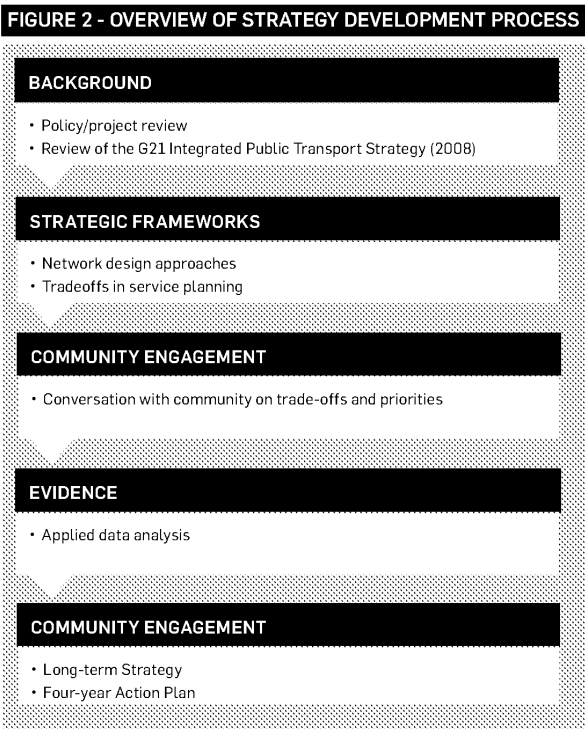 FIGURE 2 - OVERVIEW OF STRATEGY DEVELOPMENT PROCESS
BACKGROUND
• Policy/project review
• Review of the G21 Integrated Public Transport Strategy (2008)
STRATEGIC FRAMEWORKS
• Network design approaches
• Tradeoffs in service planning
COMMUNITY ENGAGEMENT
• Conversation with community on trade-offs and priorities
EVIDENCE
• Applied data analysis
COMMUNITY ENGAGEMENT
• Long-term Strategy
• Four-year Action Plan